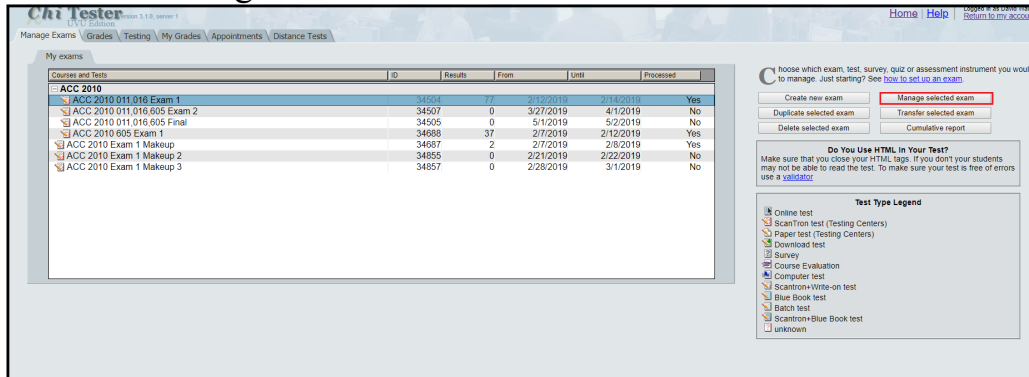 Chi Tester version 3.1.0, server 1
UVU Edition
Home | Help
Return to my accou
Manage Exams Grades Testing My Grades Appointments Distance Tests
My exams
Courses and Tests ID Results From Until Processed
ACC 2010
ACC 2010 011,016 Exam 1 34504 77 2/12/2019 2/14/2019 Yes
ACC 2010 011,016,605 Exam 2 34507 0 3/27/2019 4/1/2019 No
ACC 2010 011,016,605 Final 34505 0 5/1/2019 5/2/2019 No
ACC 2010 605 Exam 1 34688 37 2/7/2019 2/12/2019 Yes
ACC 2010 Exam 1 Makeup 34687 2 2/7/2019 2/8/2019 Yes
ACC 2010 Exam 1 Makeup 2 34855 0 2/21/2019 2/22/2019 No
ACC 2010 Exam 1 Makeup 3 34857 0 2/28/2019 3/1/2019 No
Choose which exam, test, survey, quiz or assessment instrument you woul
to manage. Just starting? See how to set up an exam.
Create new exam Manage selected exam
Duplicate selected exam Transfer selected exam
Delete selected exam Cumulative report
Do You Use HTML In Your Test?
Make sure that you close your HTML tags. If you don't your students
may not be able to read the test. To make sure your test is free of errors
use a validator
Test Type Legend
Online test
ScanTron test (Testing Centers)
Paper test (Testing Centers)
Download test
Survey
Course Evaluation
Computer test
Scantron+Write-on test
Blue Book test
Batch test
Scantron+Blue Book test
unknown